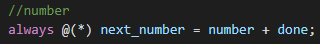 //number
always @(*) next_number = number + done;